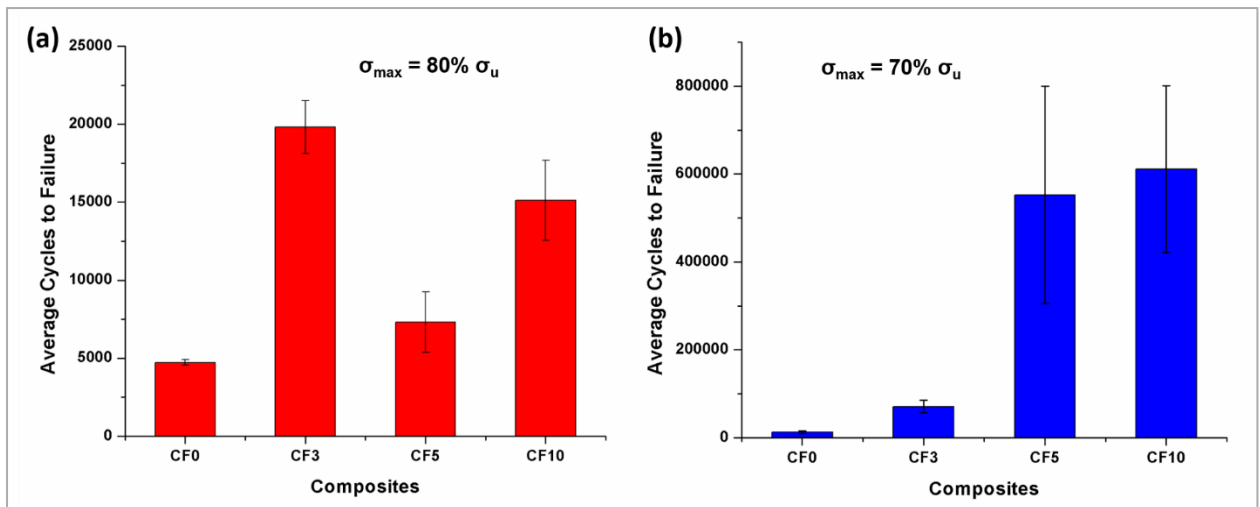 (a)
σmax = 80% σu
25000
20000
15000
10000
5000
0
Average Cycles to Failure
CF0 CF3 CF5 CF10
Composites
(b)
σmax = 70% σu
800000
600000
400000
200000
0
Average Cycles to Failure
CF0 CF3 CF5 CF10
Composites